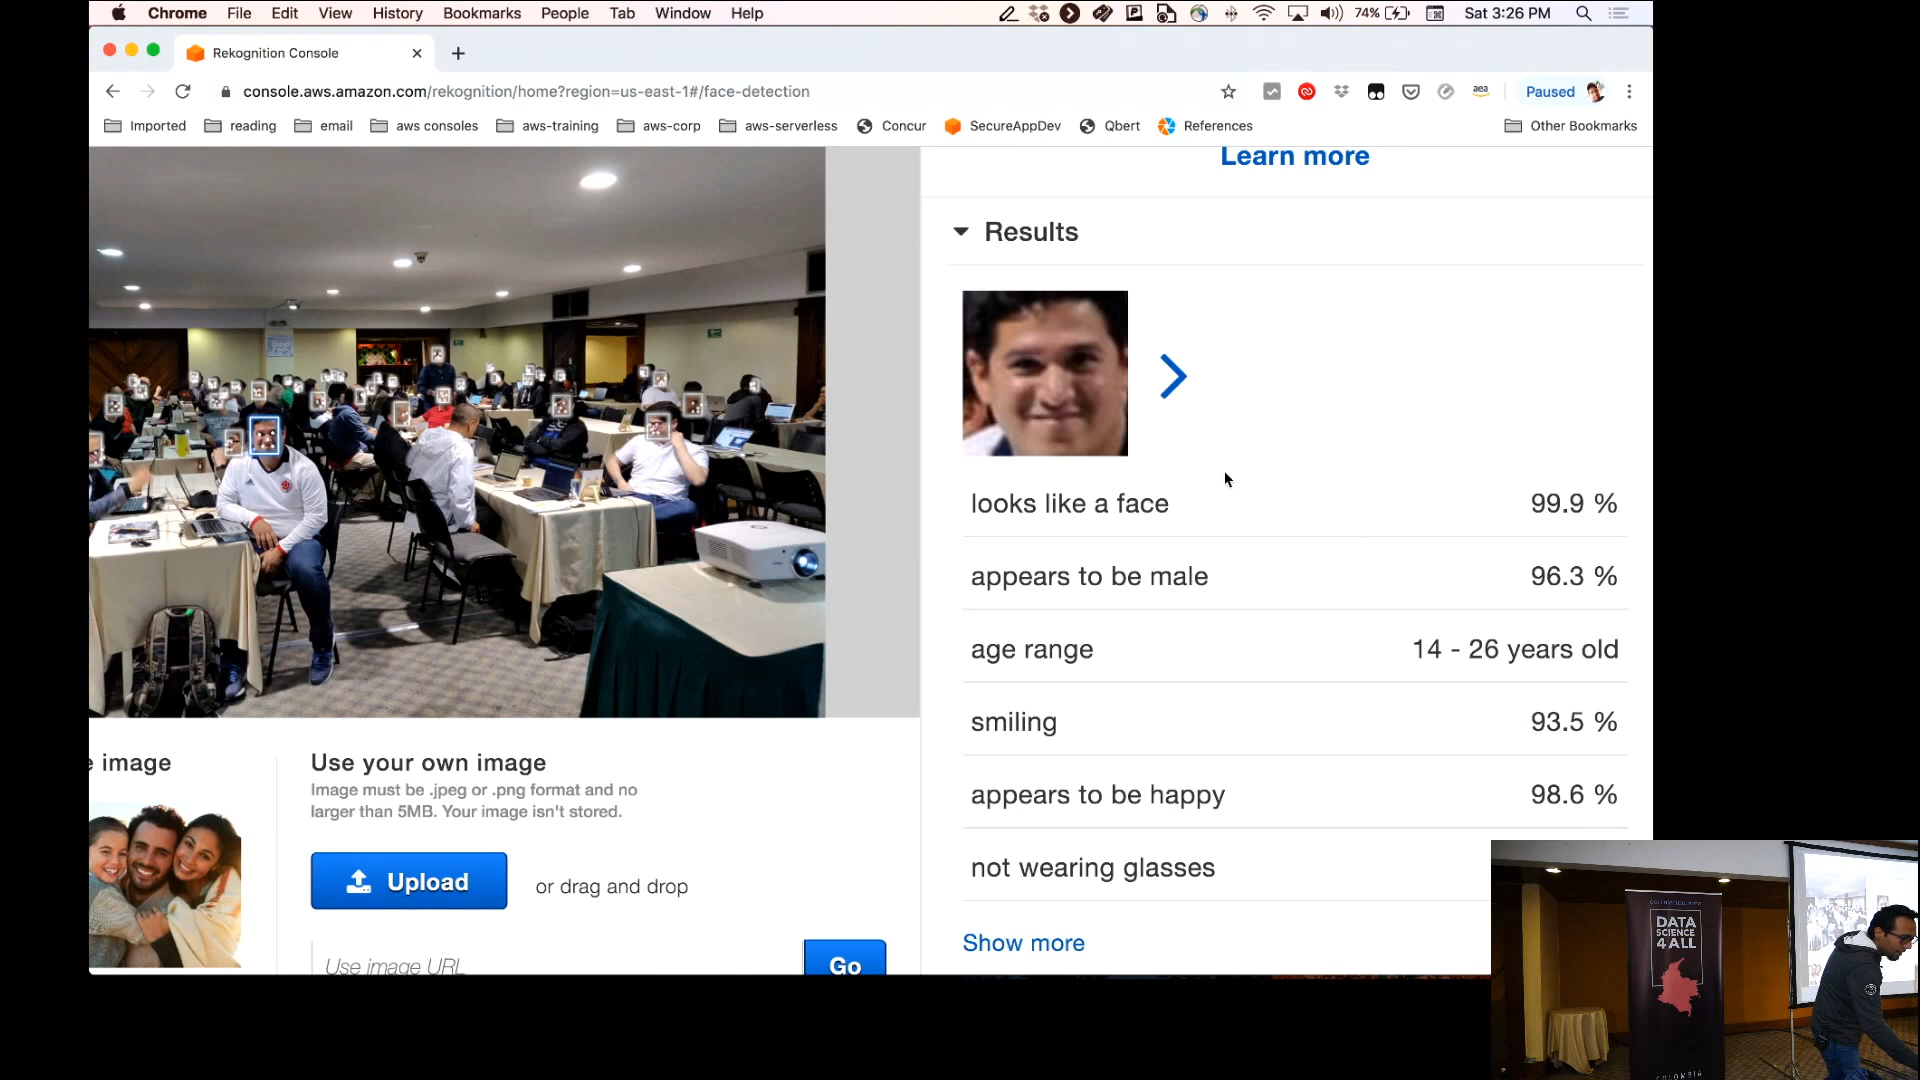 Chrome File Edit View History Bookmarks People Tab Window Help 74% Sat 3:26 PM
Rekognition Console
console.aws.amazon.com/rekognition/home?region=us-east-1#/face-detection
aea
Paused
Imported reading email aws consoles aws-training aws-corp aws-serverless Concur SecureAppDev Qbert References Other Bookmarks
Learn more
Results
looks like a face 99.9 %
appears to be male 96.3 %
age range 14 - 26 years old
smiling 93.5 %
appears to be happy 98.6 %
not wearing glasses
Show more
e image
Use your own image
Image must be .jpeg or .png format and no
larger than 5MB. Your image isn't stored.
Upload or drag and drop
Use image URL Go
DATA
SCIENCE
4 ALL
COLOMBIA